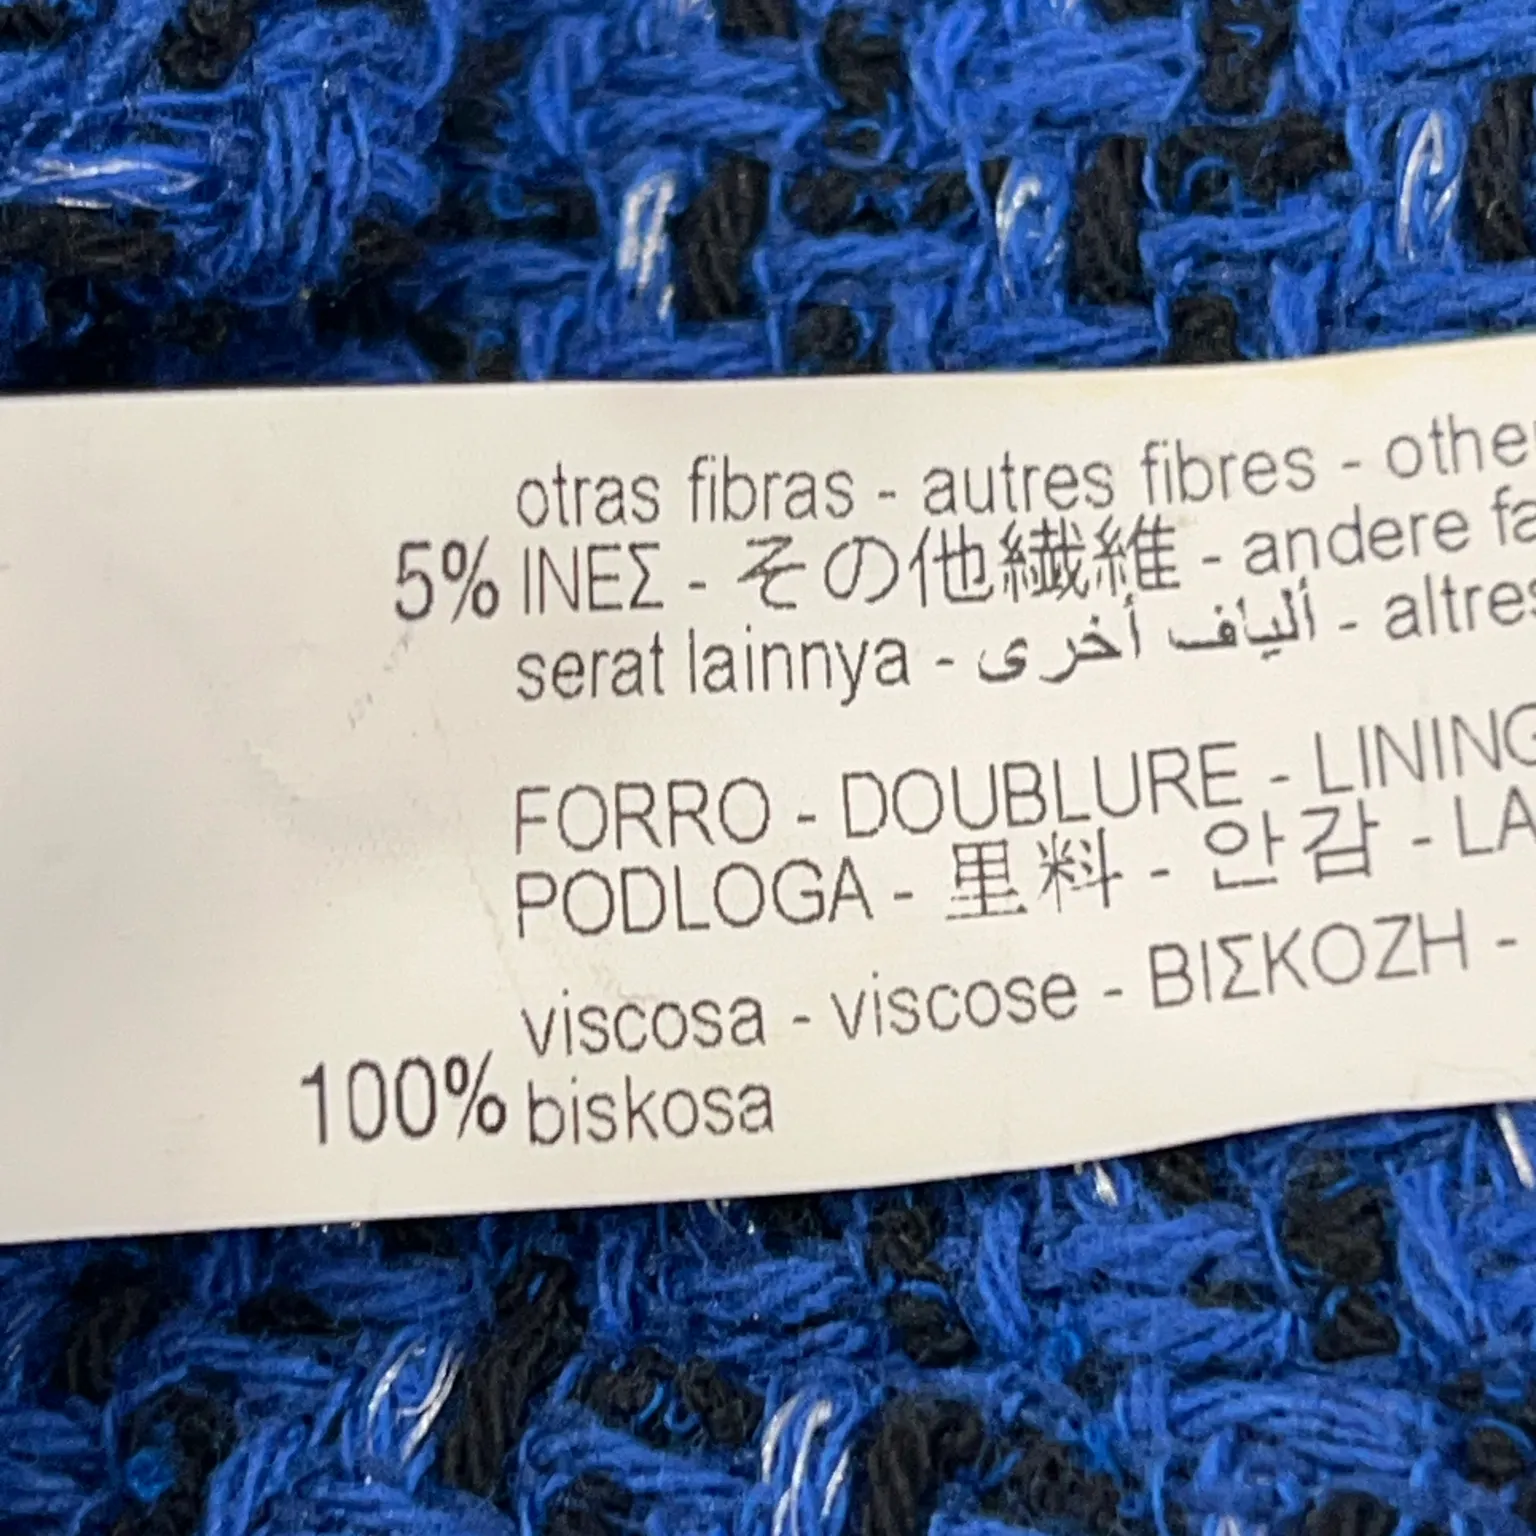 otras fibras - autres fibres - othe
5% ΙΝΕΣ - その他繊維 - andere fa
serat lainnya - ألياف أخرى - altres
FORRO - DOUBLURE - LINING
PODLOGA - 里料 - 안감 - LA
viscosa - viscose - ΒΙΣΚΟΖΗ -
100% biskosa